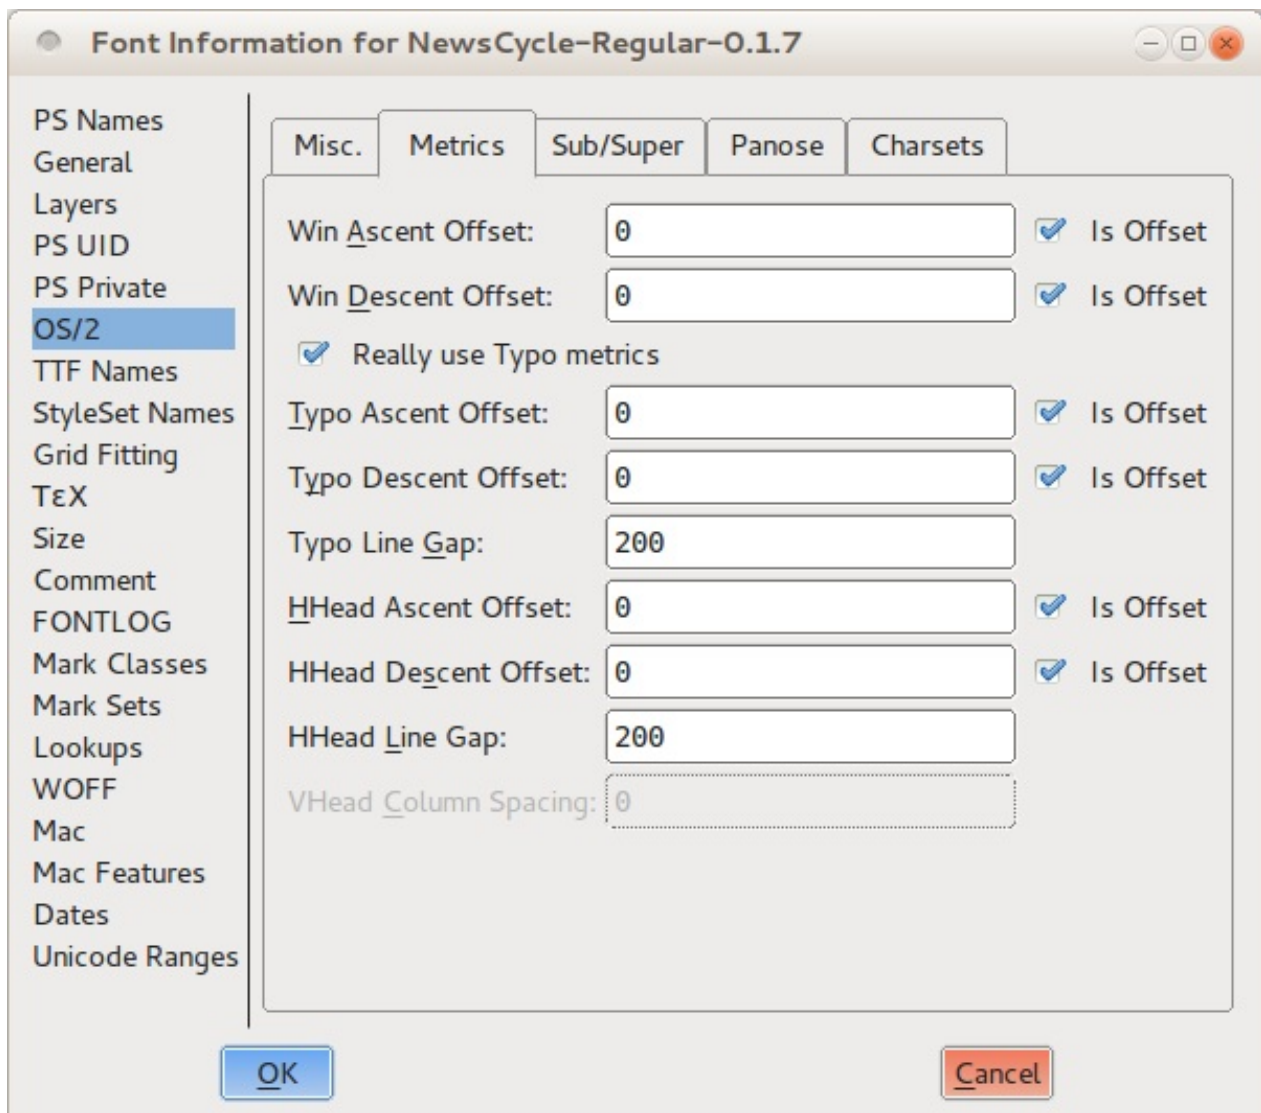 Font Information for NewsCycle-Regular-0.1.7
PS Names
General
Layers
PS UID
PS Private
OS/2
TTF Names
StyleSet Names
Grid Fitting
TεX
Size
Comment
FONTLOG
Mark Classes
Mark Sets
Lookups
WOFF
Mac
Mac Features
Dates
Unicode Ranges
Misc. Metrics Sub/Super Panose Charsets
Win Ascent Offset: 0 Is Offset
Win Descent Offset: 0 Is Offset
Really use Typo metrics
Typo Ascent Offset: 0 Is Offset
Typo Descent Offset: 0 Is Offset
Typo Line Gap: 200
HHead Ascent Offset: 0 Is Offset
HHead Descent Offset: 0 Is Offset
HHead Line Gap: 200
VHead Column Spacing: 0
OK Cancel